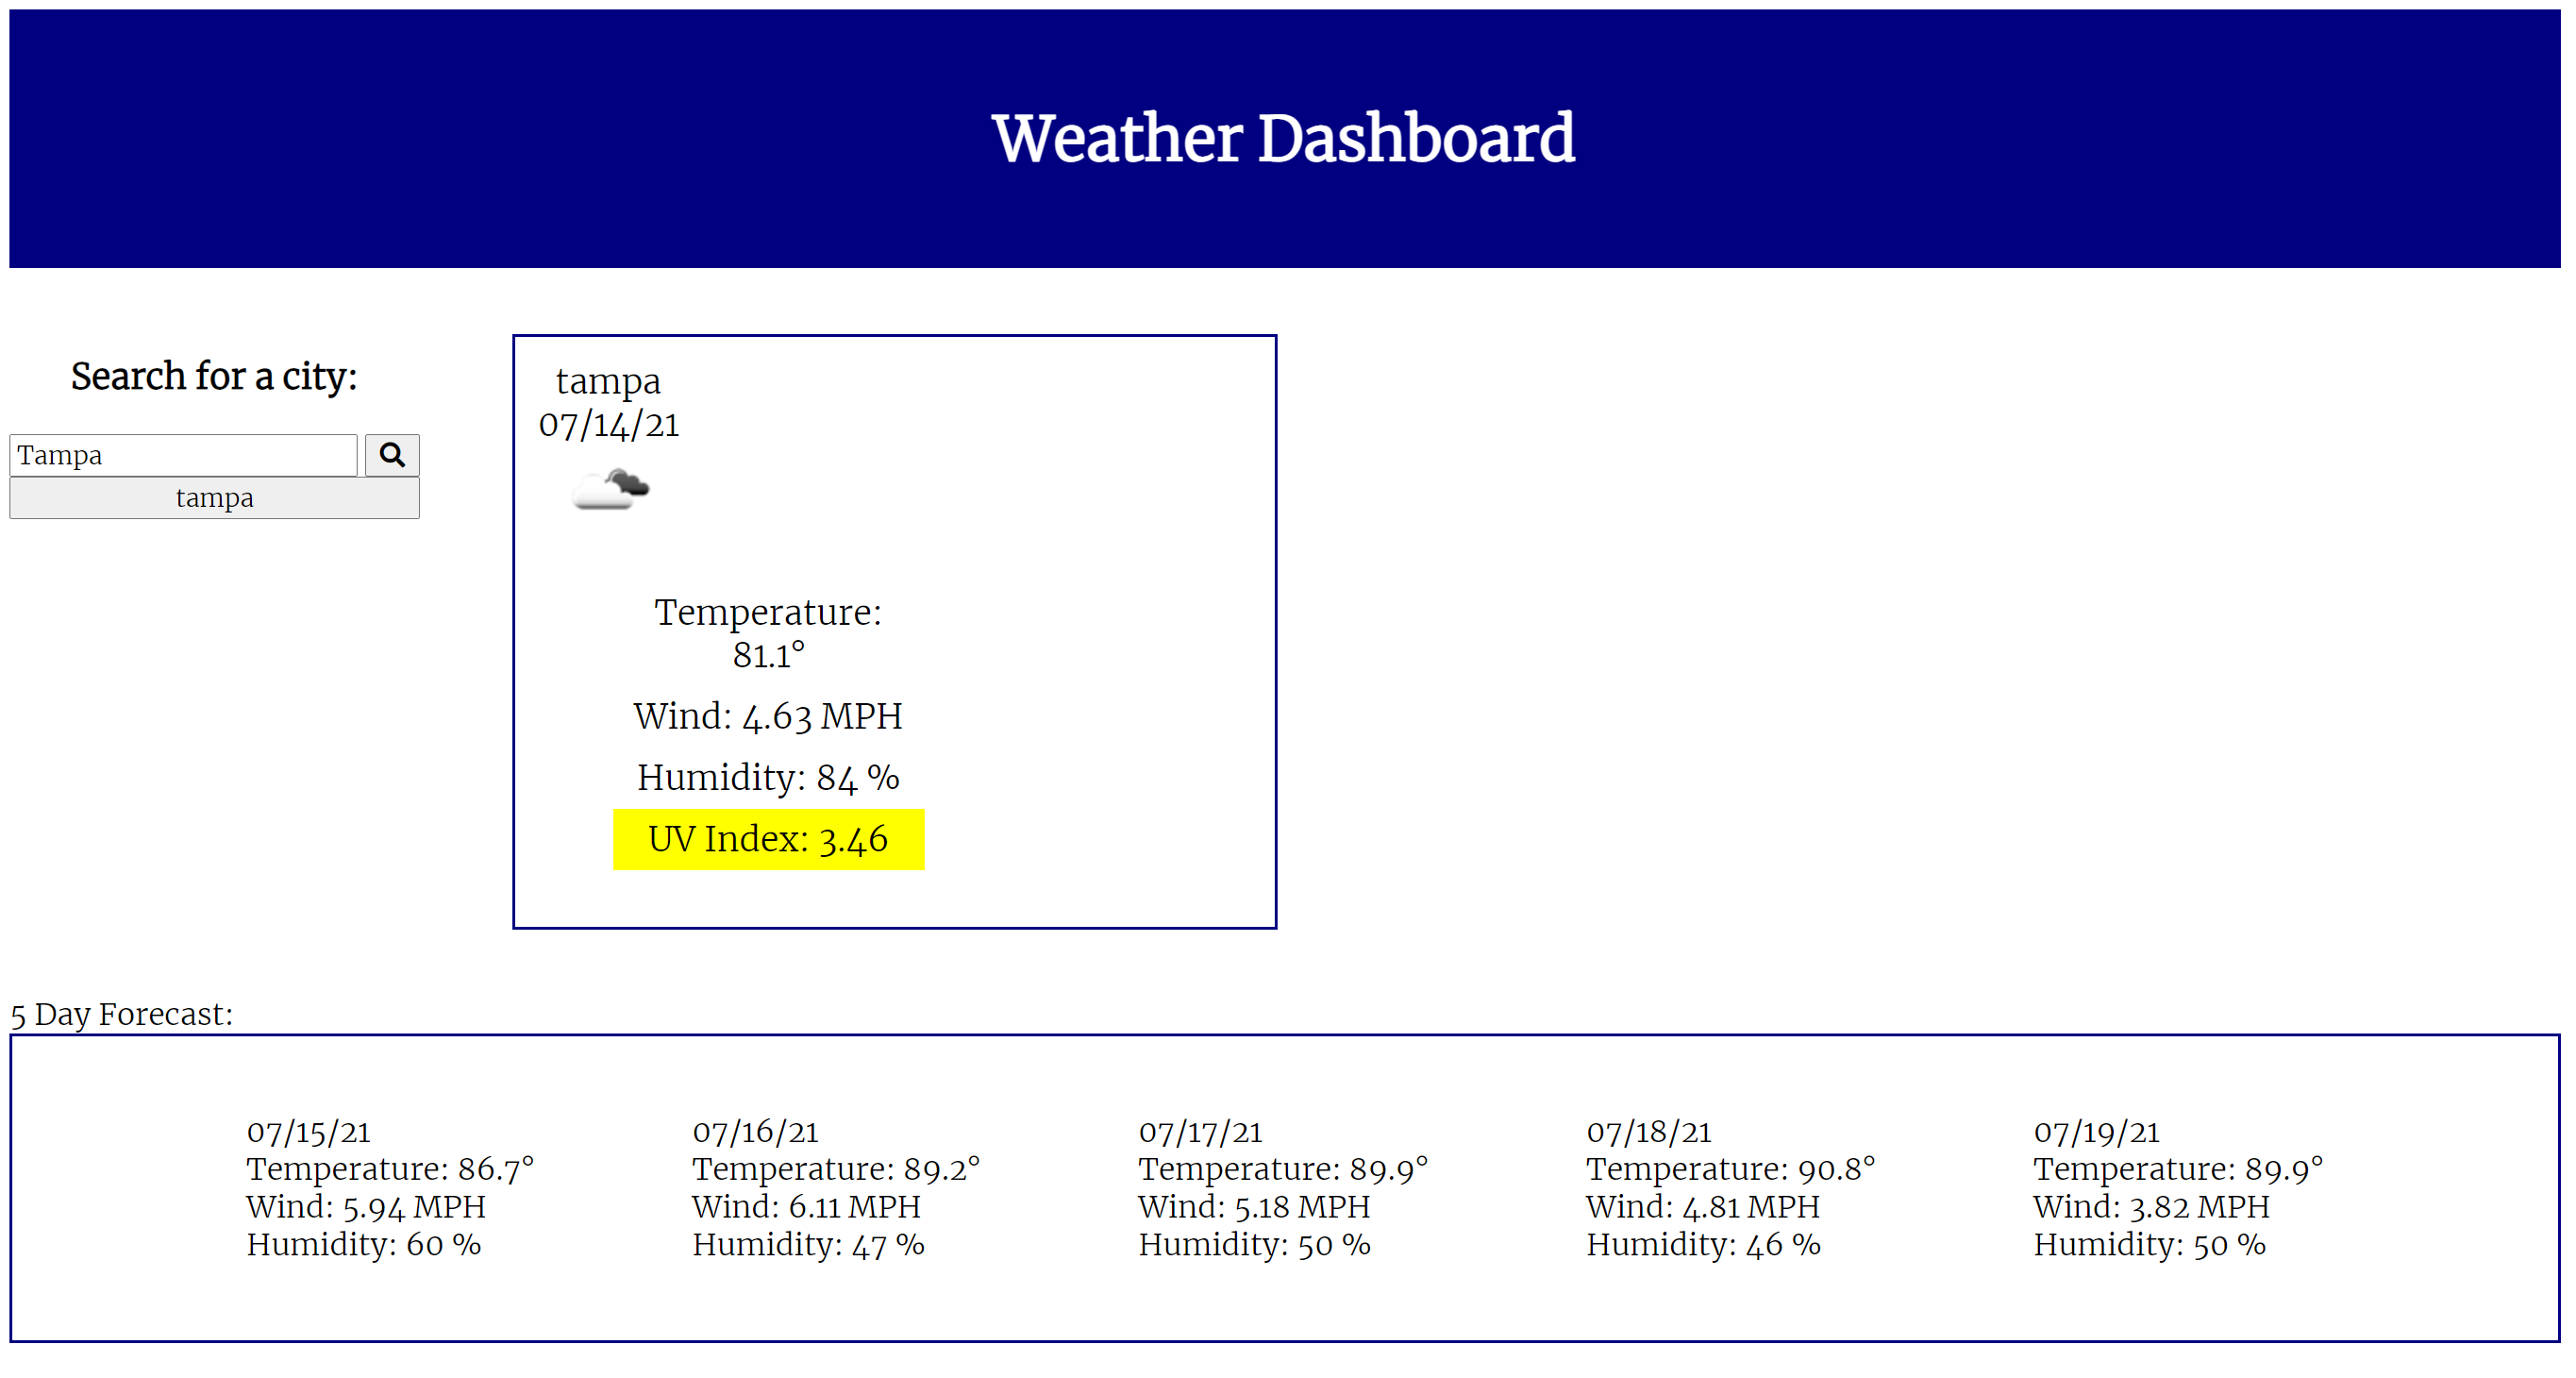 Weather Dashboard
Search for a city:
Tampa
tampa
tampa
07/14/21
Temperature:
81.1°
Wind: 4.63 MPH
Humidity: 84 %
UV Index: 3.46
5 Day Forecast:
07/15/21
Temperature: 86.7°
Wind: 5.94 MPH
Humidity: 60 %
07/16/21
Temperature: 89.2°
Wind: 6.11 MPH
Humidity: 47 %
07/17/21
Temperature: 89.9°
Wind: 5.18 MPH
Humidity: 50 %
07/18/21
Temperature: 90.8°
Wind: 4.81 MPH
Humidity: 46 %
07/19/21
Temperature: 89.9°
Wind: 3.82 MPH
Humidity: 50 %